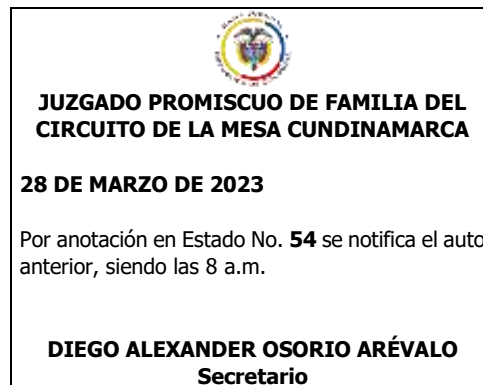 JUZGADO PROMISCUO DE FAMILIA DEL
CIRCUITO DE LA MESA CUNDINAMARCA
28 DE MARZO DE 2023
Por anotación en Estado No. 54 se notifica el auto
anterior, siendo las 8 a.m.
DIEGO ALEXANDER OSORIO ARÉVALO
Secretario